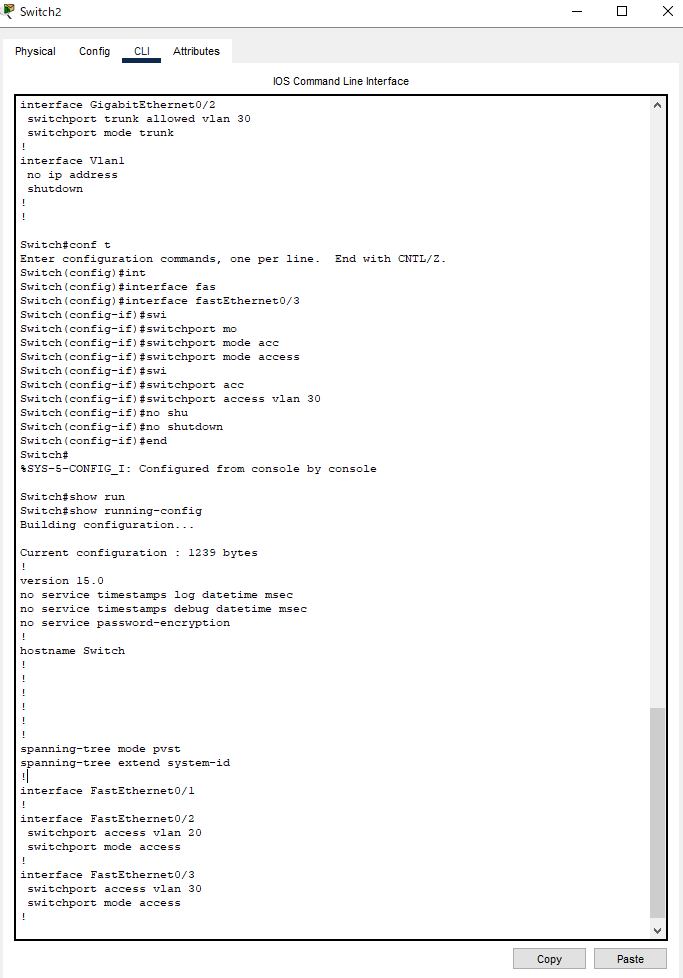 Switch2
Physical Config CLI Attributes
IOS Command Line Interface
interface GigabitEthernet0/2
 switchport trunk allowed vlan 30
 switchport mode trunk
!
interface Vlan1
 no ip address
 shutdown
!
!
Switch#conf t
Enter configuration commands, one per line.  End with CNTL/Z.
Switch(config)#int
Switch(config)#interface fas
Switch(config)#interface fastEthernet0/3
Switch(config-if)#swi
Switch(config-if)#switchport mo
Switch(config-if)#switchport mode acc
Switch(config-if)#switchport mode access
Switch(config-if)#swi
Switch(config-if)#switchport acc
Switch(config-if)#switchport access vlan 30
Switch(config-if)#no shu
Switch(config-if)#no shutdown
Switch(config-if)#end
Switch#
%SYS-5-CONFIG_I: Configured from console by console
Switch#show run
Switch#show running-config
Building configuration...
Current configuration : 1239 bytes
!
version 15.0
no service timestamps log datetime msec
no service timestamps debug datetime msec
no service password-encryption
!
hostname Switch
!
!
!
!
!
!
spanning-tree mode pvst
spanning-tree extend system-id
!
interface FastEthernet0/1
!
interface FastEthernet0/2
 switchport access vlan 20
 switchport mode access
!
interface FastEthernet0/3
 switchport access vlan 30
 switchport mode access
!
Copy Paste